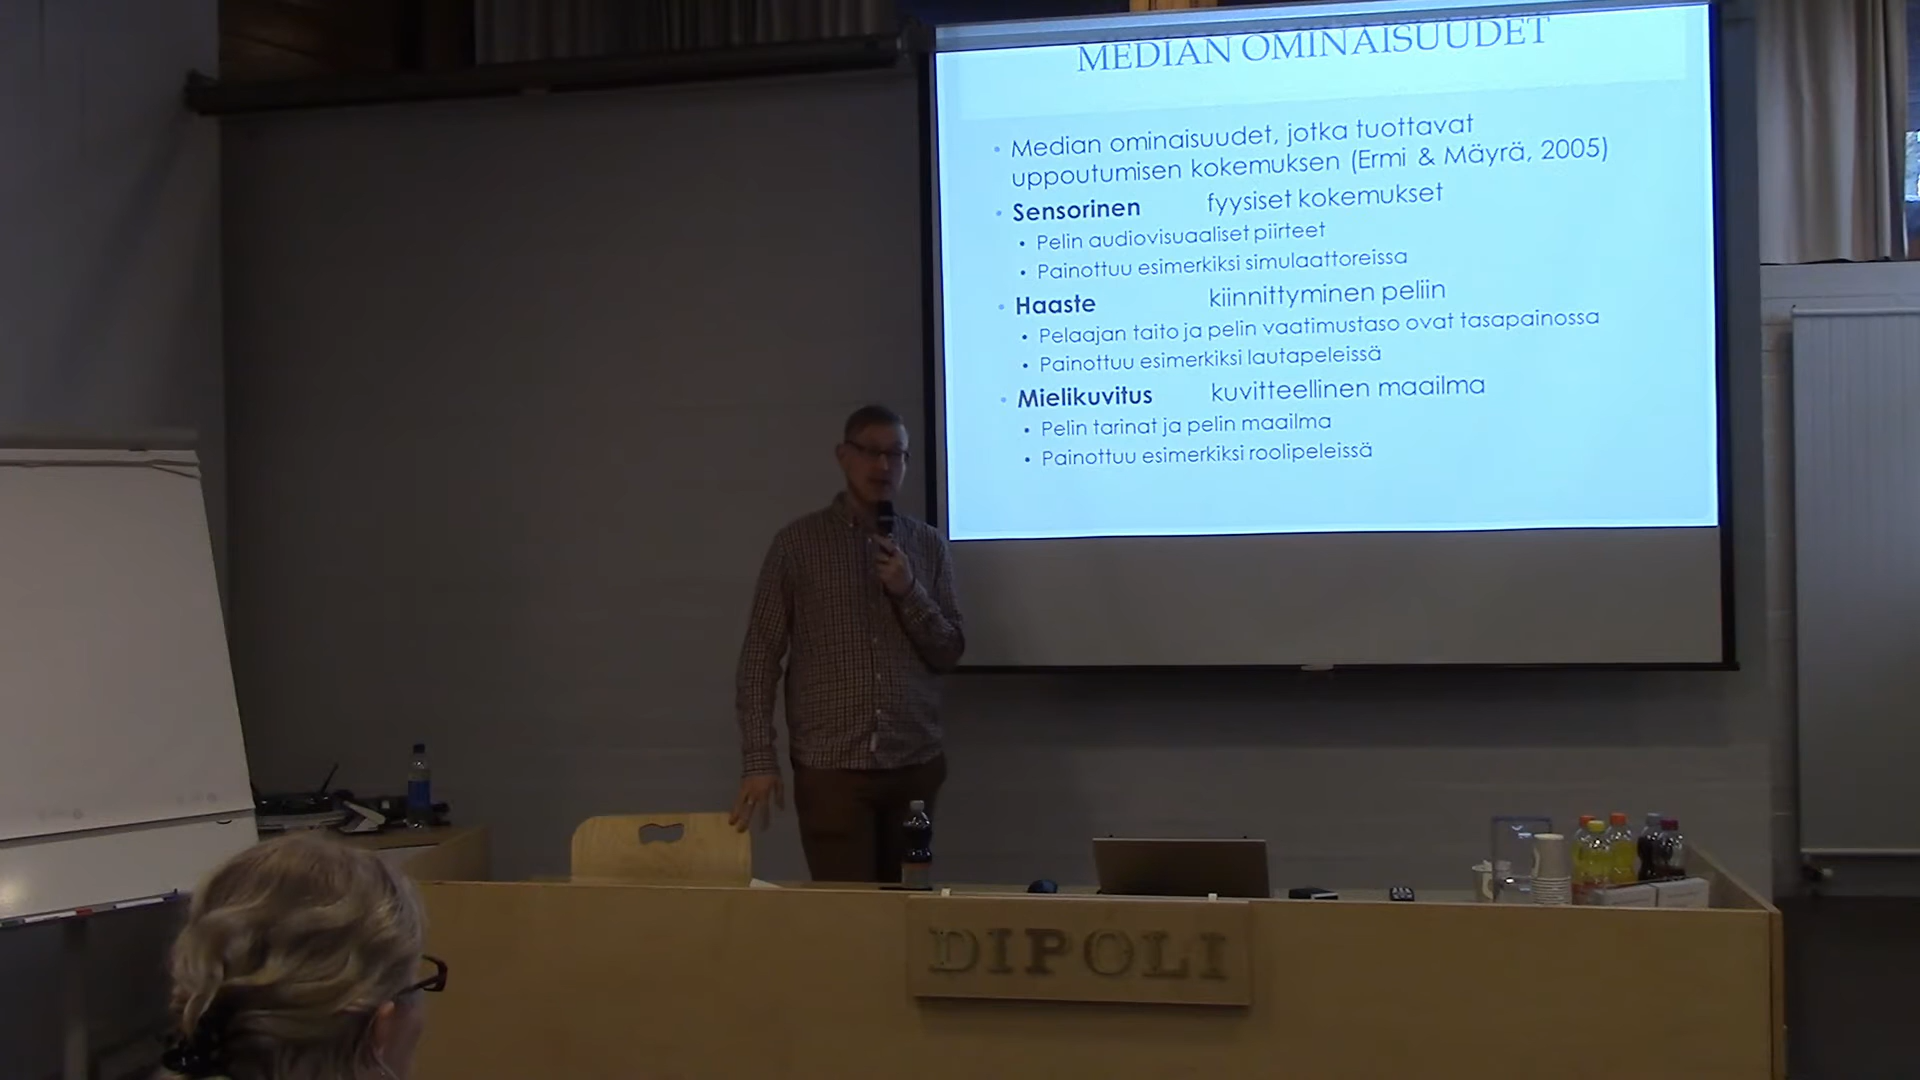 MEDIAN OMINAISUUDET
• Median ominaisuudet, jotka tuottavat
uppoutumisen kokemuksen (Ermi & Mäyrä, 2005)
• Sensorinen fyysiset kokemukset
• Pelin audiovisuaaliset piirteet
• Painottuu esimerkiksi simulaattoreissa
• Haaste kiinnittyminen peliin
• Pelaajan taito ja pelin vaatimustaso ovat tasapainossa
• Painottuu esimerkiksi lautapeleissä
• Mielikuvitus kuvitteellinen maailma
• Pelin tarinat ja pelin maailma
• Painottuu esimerkiksi roolipeleissä
DIPOLI